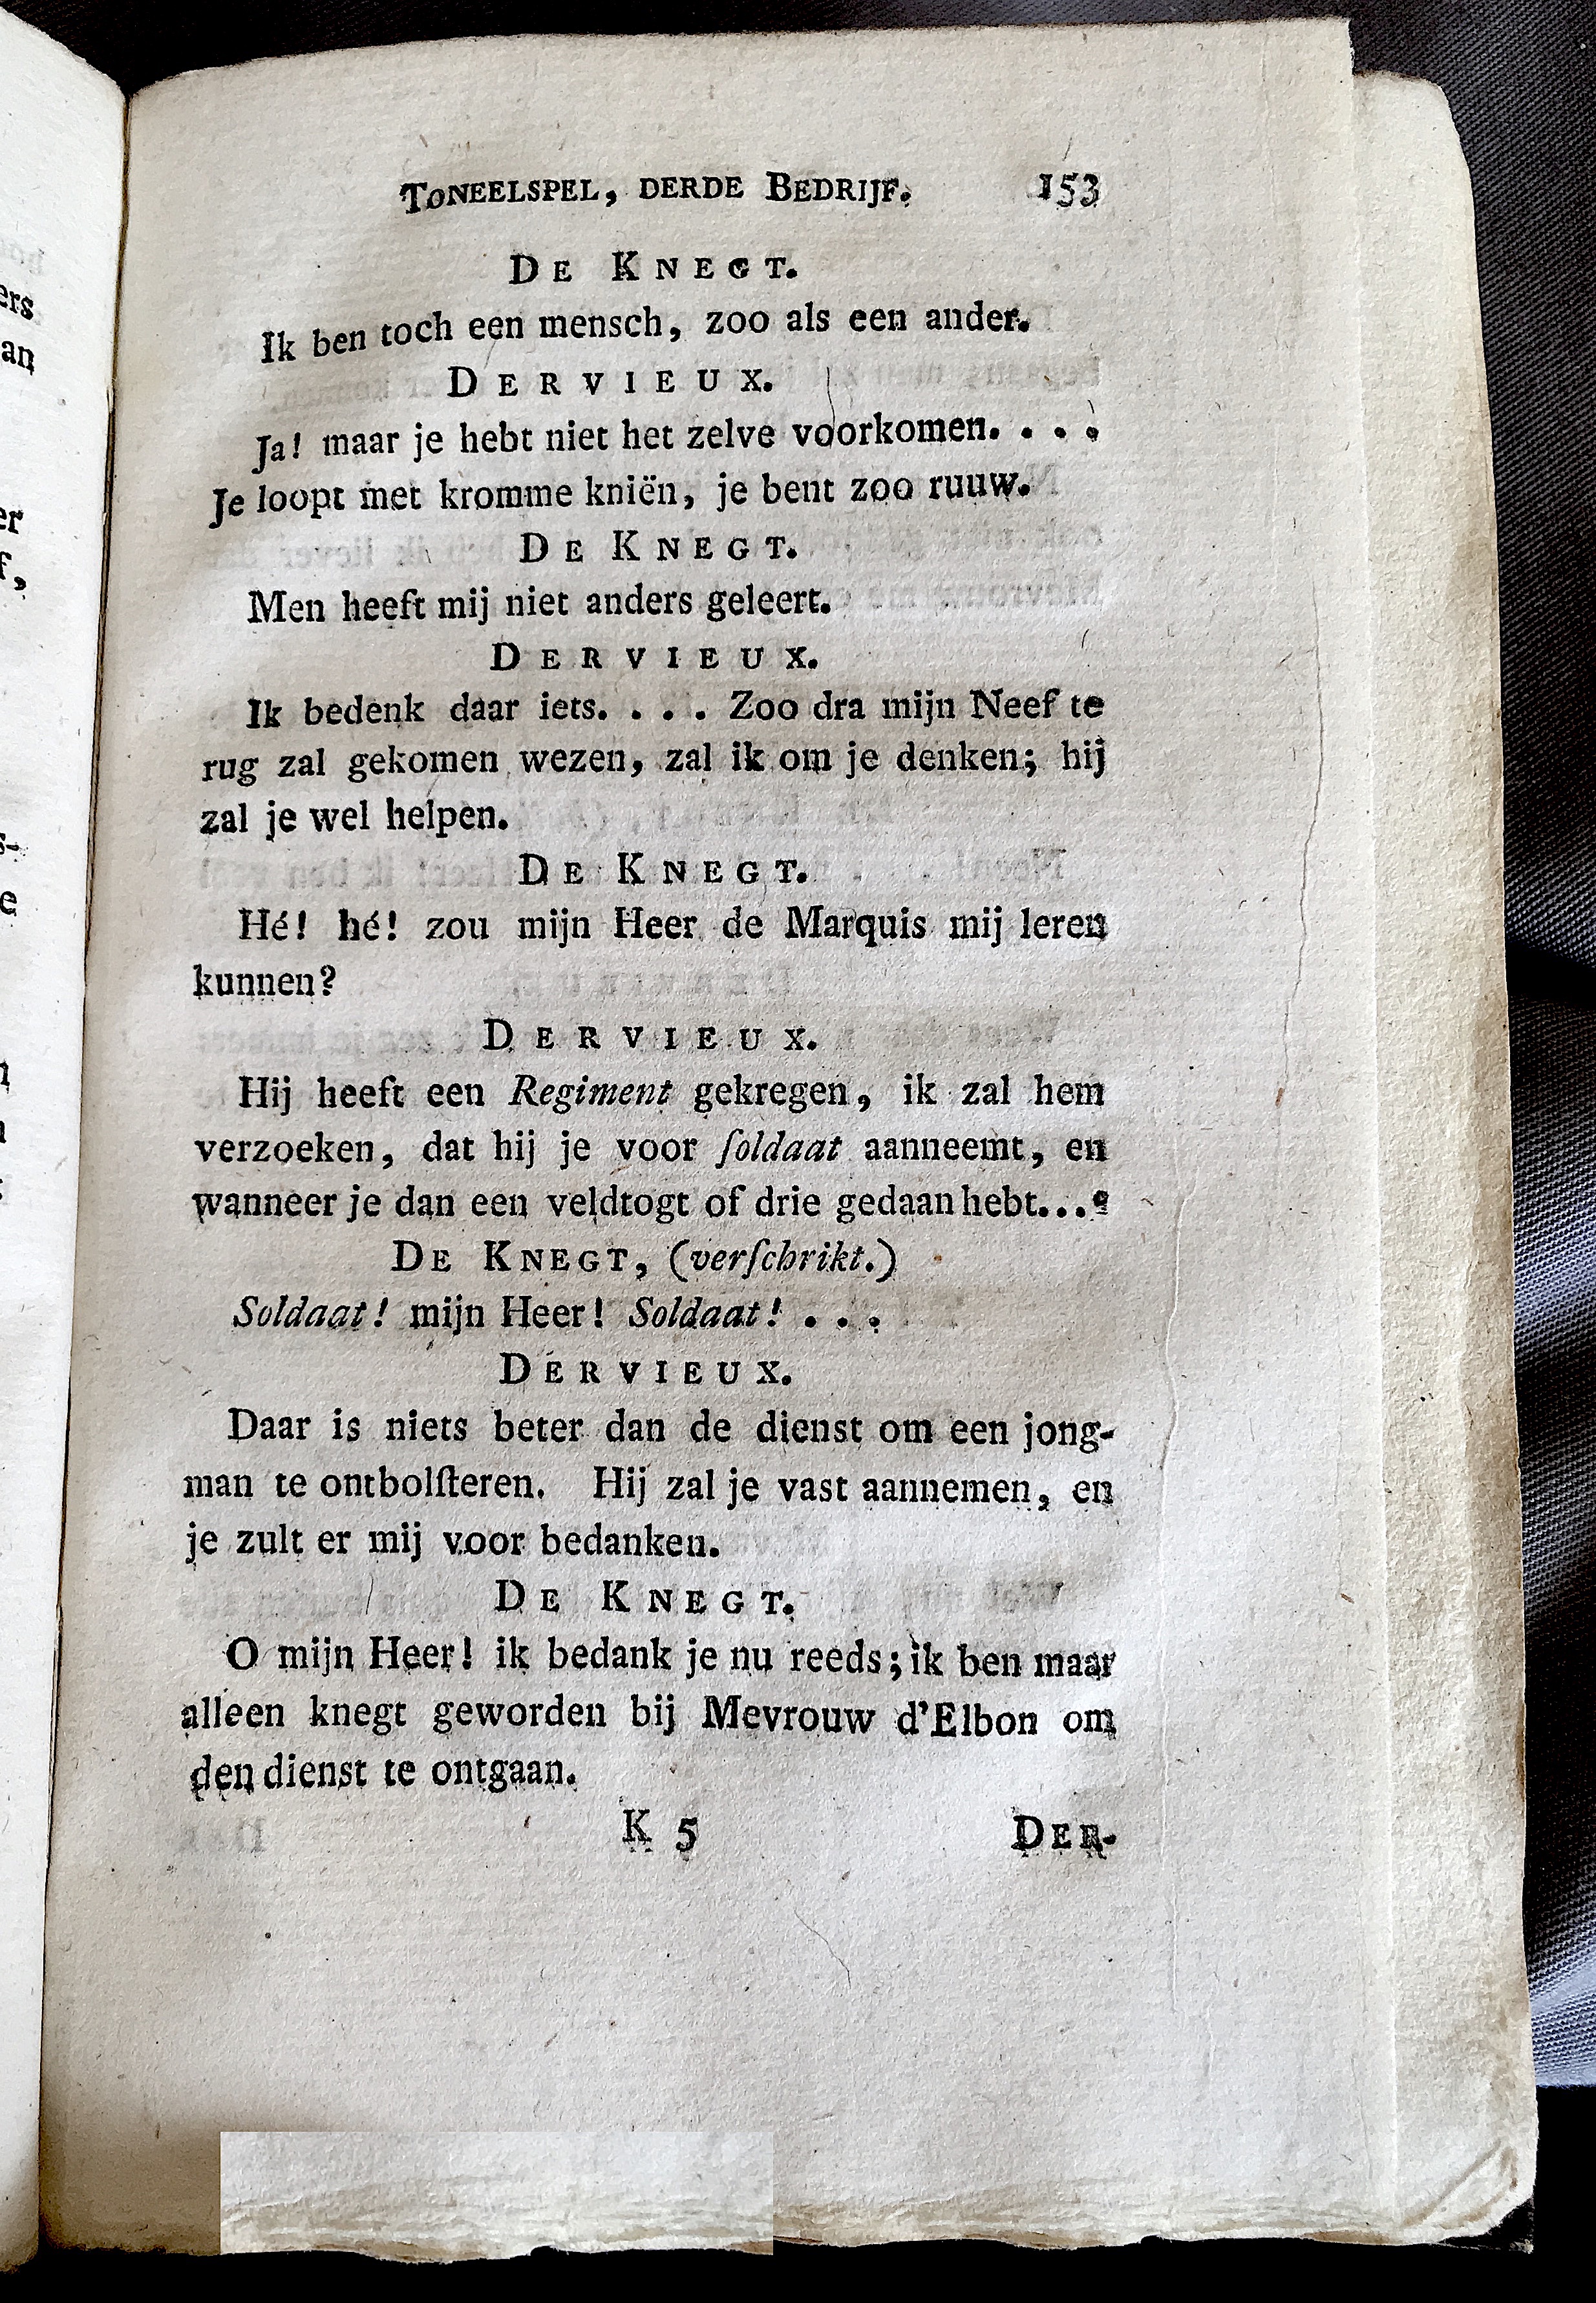 TONEELSPEL, DERDE BEDRIJF. 153
DE KNEGT.
Ik ben toch een mensch, zoo als een ander.
DERVIEUX.
Ja! maar je hebt niet het zelve voorkomen. . . .
Je loopt met kromme kniën, je bent zoo ruuw.
DE KNEGT.
Men heeft mij niet anders geleert.
DERVIEUX.
Ik bedenk daar iets. . . . Zoo dra mijn Neef te
rug zal gekomen wezen, zal ik om je denken; hij
zal je wel helpen.
DE KNEGT.
Hé! hé! zou mijn Heer de Marquis mij leren
kunnen?
DERVIEUX.
Hij heeft een Regiment gekregen, ik zal hem
verzoeken, dat hij je voor ſoldaat aanneemt, en
wanneer je dan een veldtogt of drie gedaan hebt....
DE KNEGT, (verſchrikt.)
Soldaat! mijn Heer! Soldaat! . . .
DERVIEUX.
Daar is niets beter dan de dienst om een jong-
man te ontbolſteren. Hij zal je vast aannemen, en
je zult er mij voor bedanken.
DE KNEGT.
O mijn Heer! ik bedank je nu reeds; ik ben maar
alleen knegt geworden bij Mevrouw d'Elbon om
den dienst te ontgaan.
K 5 DER-